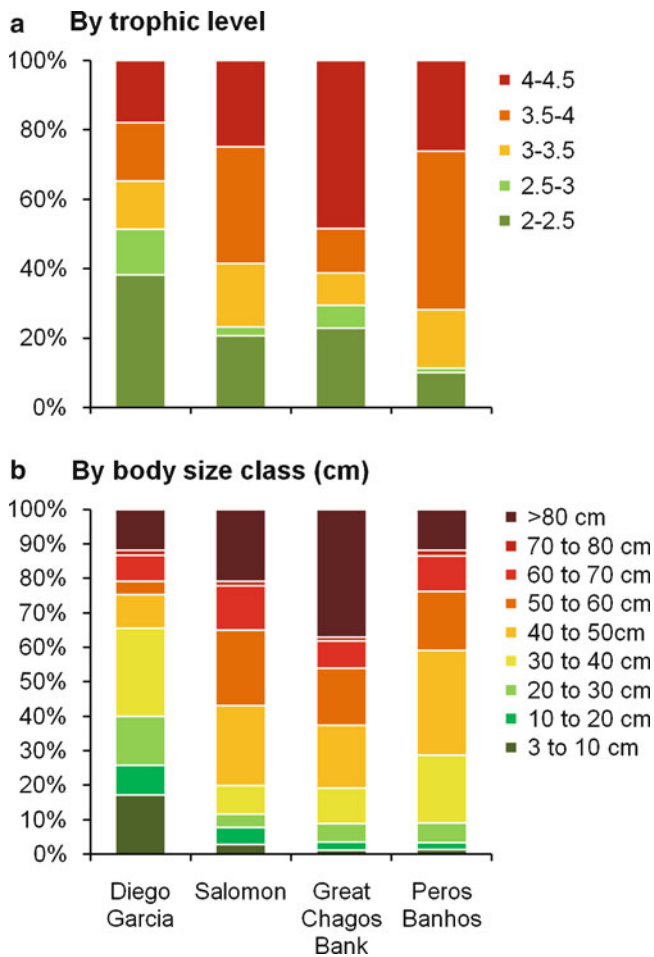 a By trophic level
100%
80%
60%
40%
20%
0%
4-4.5
3.5-4
3-3.5
2.5-3
2-2.5
b By body size class (cm)
100%
90%
80%
70%
60%
50%
40%
30%
20%
10%
0%
>80 cm
70 to 80 cm
60 to 70 cm
50 to 60 cm
40 to 50cm
30 to 40 cm
20 to 30 cm
10 to 20 cm
3 to 10 cm
Diego
Garcia
Salomon
Great
Chagos
Bank
Peros
Banhos